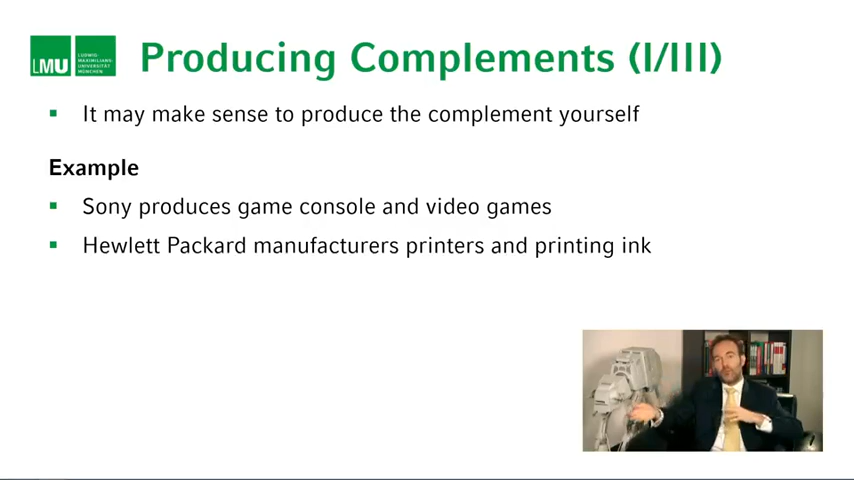 LMU
LUDWIG-
MAXIMILIANS-
UNIVERSITÄT
MÜNCHEN
Producing Complements (I/III)
It may make sense to produce the complement yourself
Example
Sony produces game console and video games
Hewlett Packard manufacturers printers and printing ink